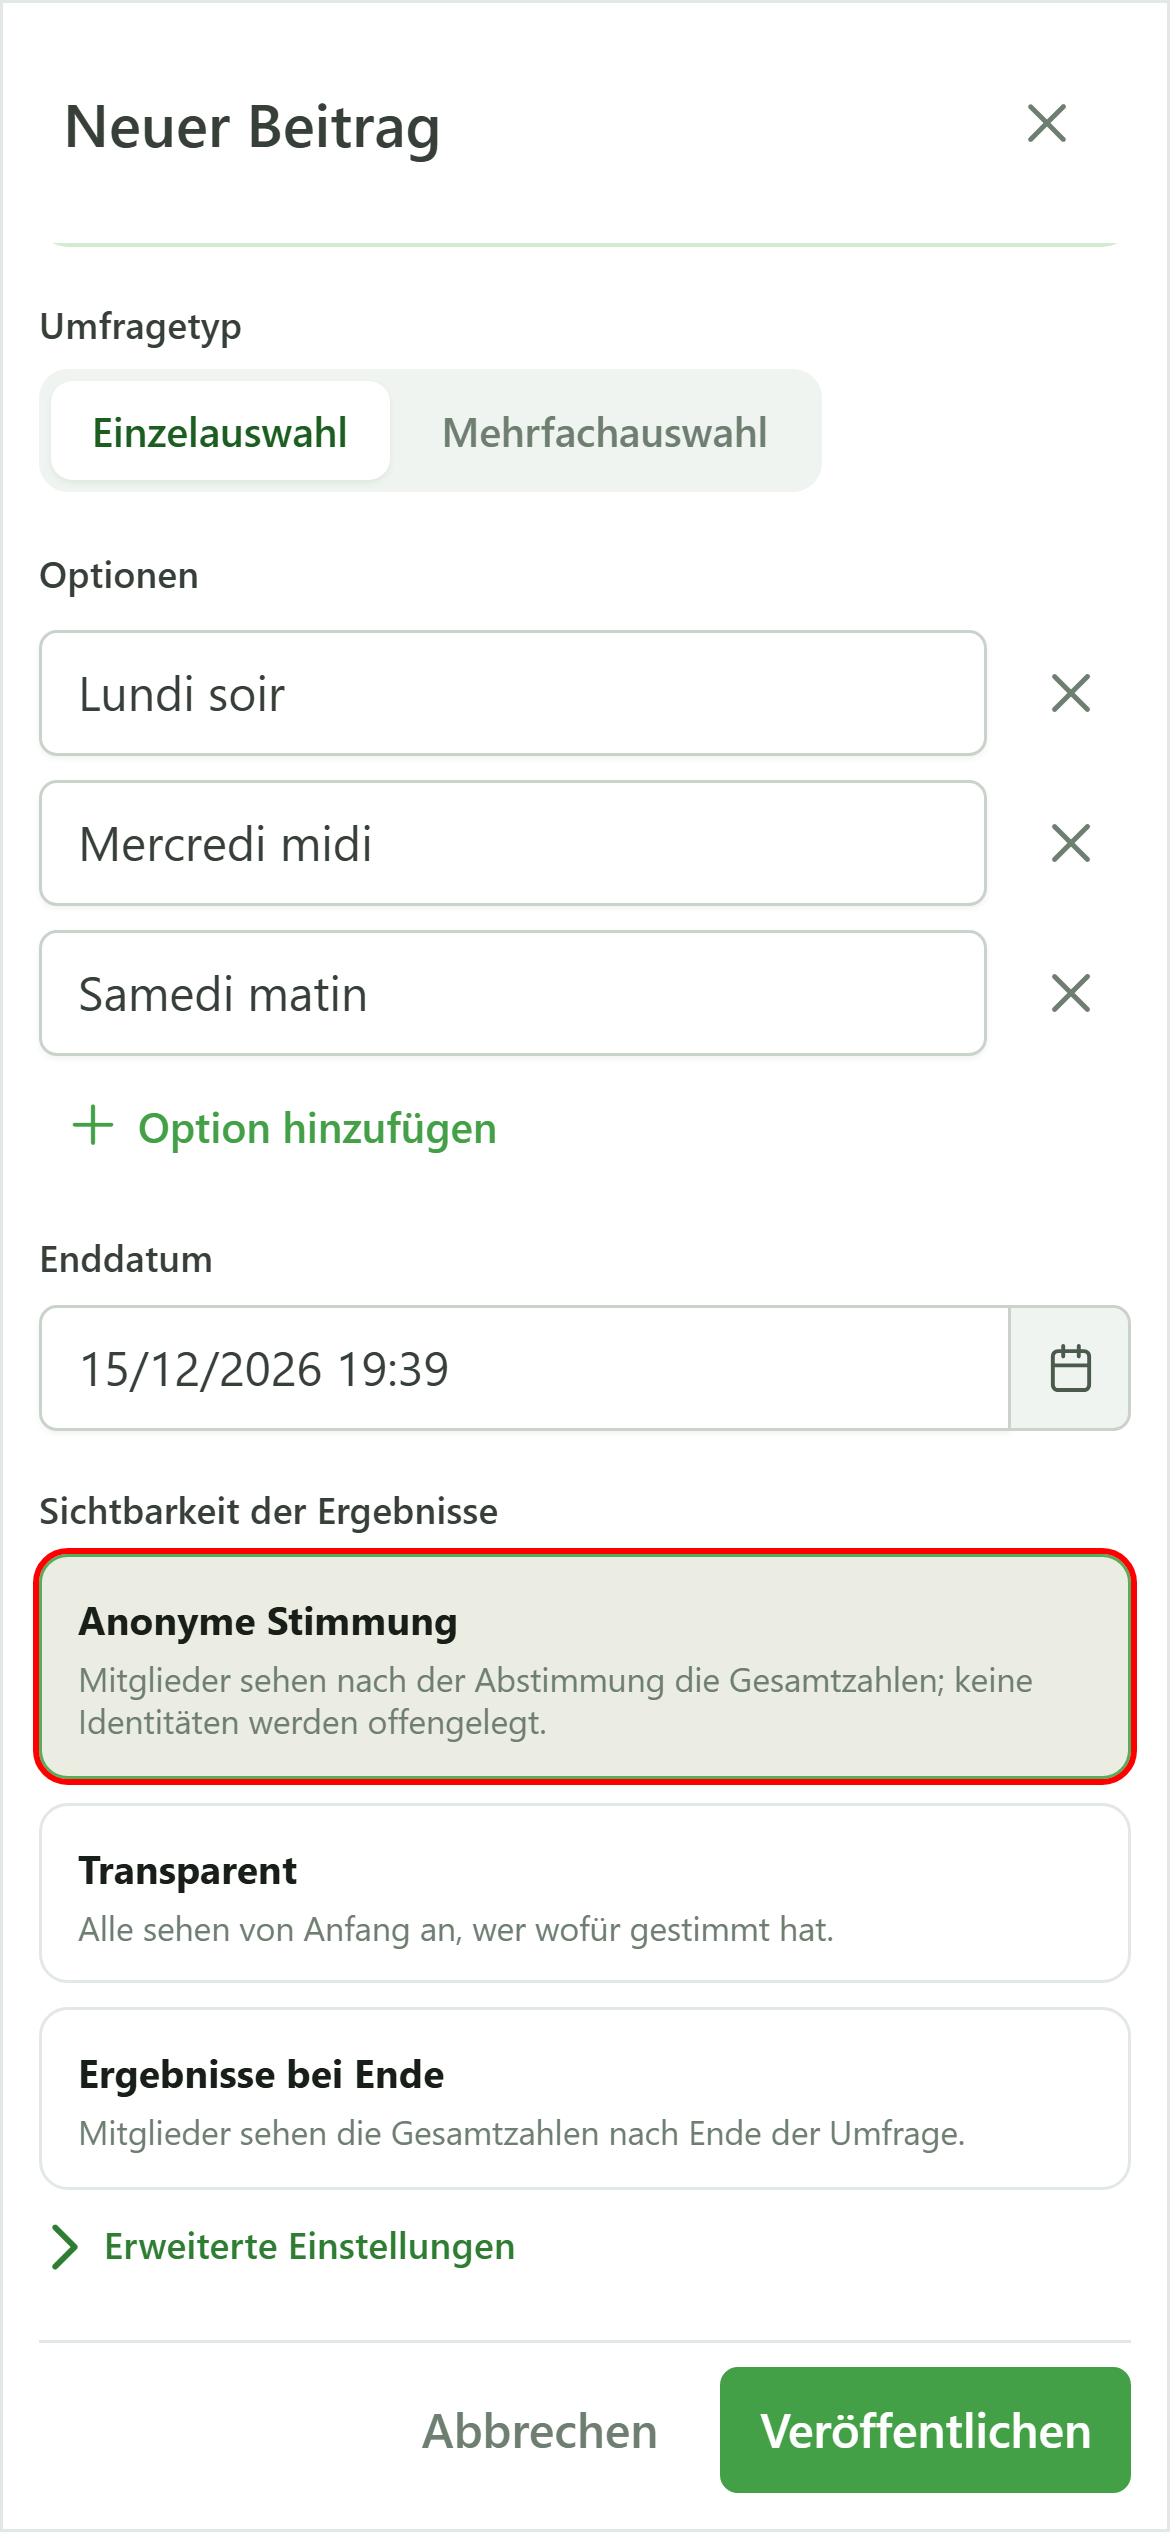 Neuer Beitrag
Umfragetyp
Einzelauswahl
Mehrfachauswahl
Optionen
Lundi soir
Mercredi midi
Samedi matin
Option hinzufügen
Enddatum
15/12/2026 19:39
Sichtbarkeit der Ergebnisse
Anonyme Stimmung
Mitglieder sehen nach der Abstimmung die Gesamtzahlen; keine
Identitäten werden offengelegt.
Transparent
Alle sehen von Anfang an, wer wofür gestimmt hat.
Ergebnisse bei Ende
Mitglieder sehen die Gesamtzahlen nach Ende der Umfrage.
Erweiterte Einstellungen
Abbrechen
Veröffentlichen